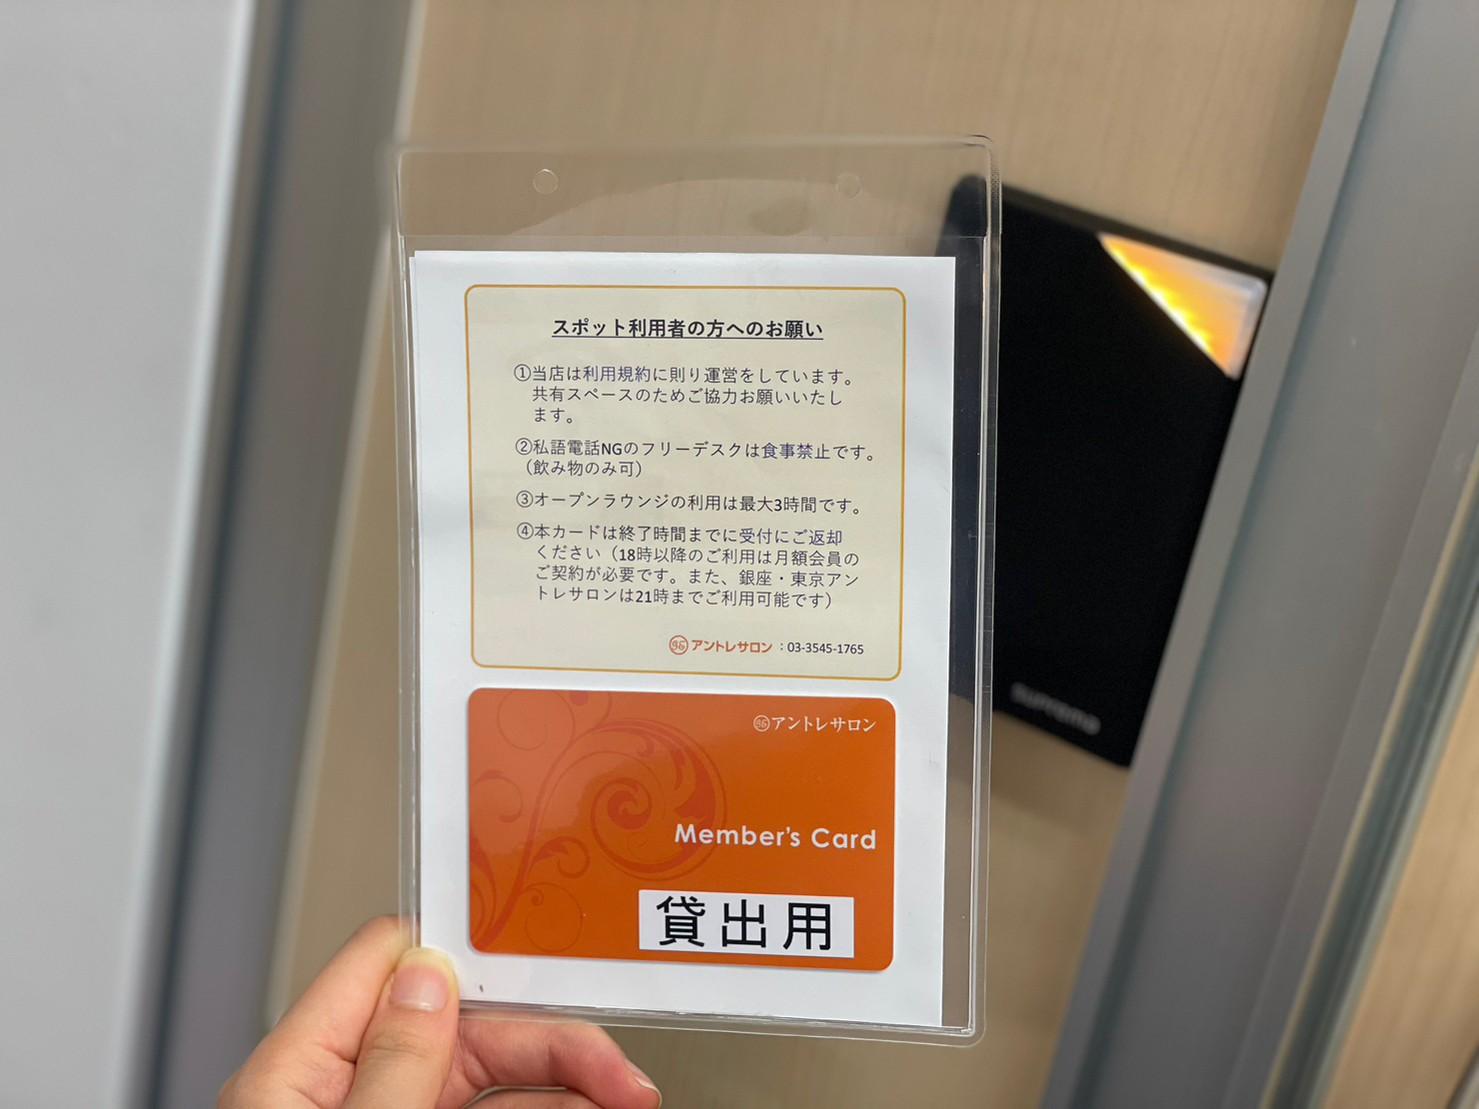 スポット利用者の方へのお願い
①当店は利用規約に則り運営をしています。
共有スペースのためご協力お願いいたし
ます。
②私語電話NGのフリーデスクは食事禁止です。
（飲み物のみ可）
③オープンラウンジの利用は最大3時間です。
④本カードは終了時間までに受付にご返却
ください（18時以降のご利用は月額会員の
ご契約が必要です。また、銀座・東京アン
トレサロンは21時までご利用可能です）
アントレサロン：03-3545-1765
アントレサロン
Member's Card
貸出用
suprema